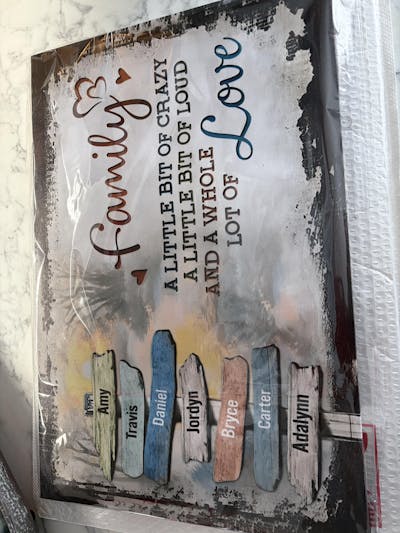 family
A LITTLE BIT OF CRAZY
A LITTLE BIT OF LOUD
AND A WHOLE
LOT OF Love
Amy
Travis
Daniel
Jordyn
Bryce
Carter
Adalynn